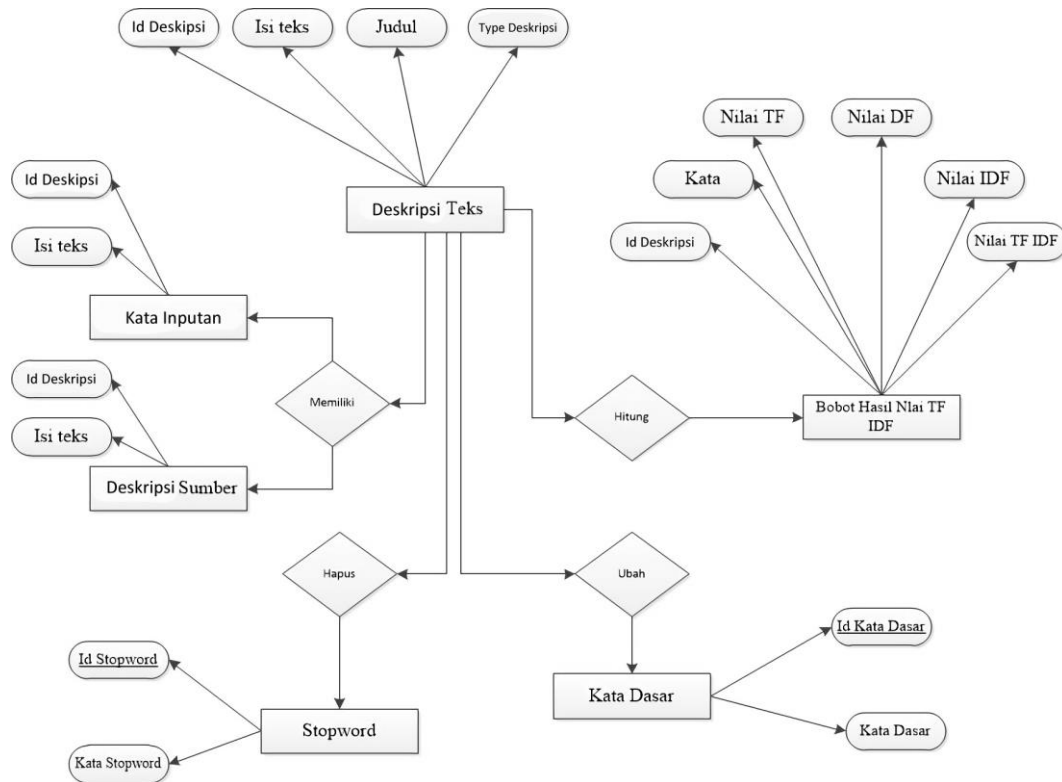 Id Deskipsi
Isi teks
Judul
Type Deskripsi
Nilai TF
Nilai DF
Id Deskipsi
Kata
Nilai IDF
Deskripsi Teks
Isi teks
Id Deskripsi
Nilai TF IDF
Kata Inputan
Id Deskripsi
Memiliki
Hitung
Bobot Hasil Nlai TF
IDF
Isi teks
Deskripsi Sumber
Hapus
Ubah
Id Kata Dasar
Id Stopword
Kata Dasar
Stopword
Kata Dasar
Kata Stopword